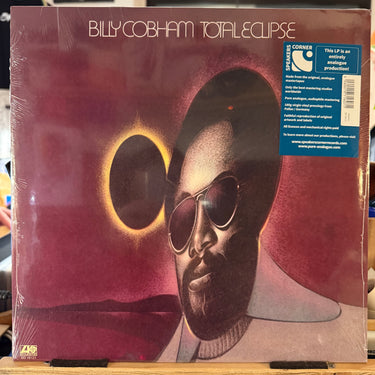 BILLY COBHAM TOTAL ECLIPSE
SPEAKERS
CORNER
This LP is an
entirely
analogue
production!
Made from the original, analogue
mastertapes
Only the best mastering studios
worldwide!
Pure analogue, audiophile mastering
180g virgin vinyl pressings from
Pallas / Germany
Faithful reproduction of original
artwork and labels
All licence and mechanical rights paid
To learn more about our productions, please visit
www.speakerscornerrecords.com
www.pure-analogue.com
ATLANTIC